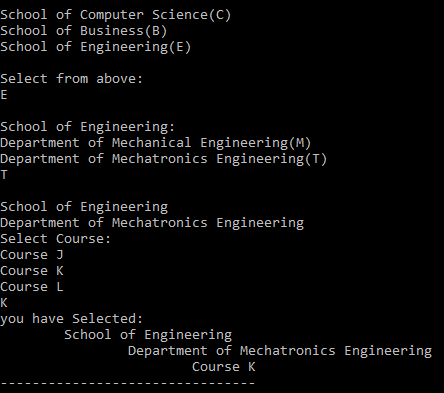 School of Computer Science(C)
School of Business(B)
School of Engineering(E)
Select from above:
E
School of Engineering:
Department of Mechanical Engineering(M)
Department of Mechatronics Engineering(T)
T
School of Engineering
Department of Mechatronics Engineering
Select Course:
Course J
Course K
Course L
K
you have Selected:
School of Engineering
Department of Mechatronics Engineering
Course K
--------------------------------